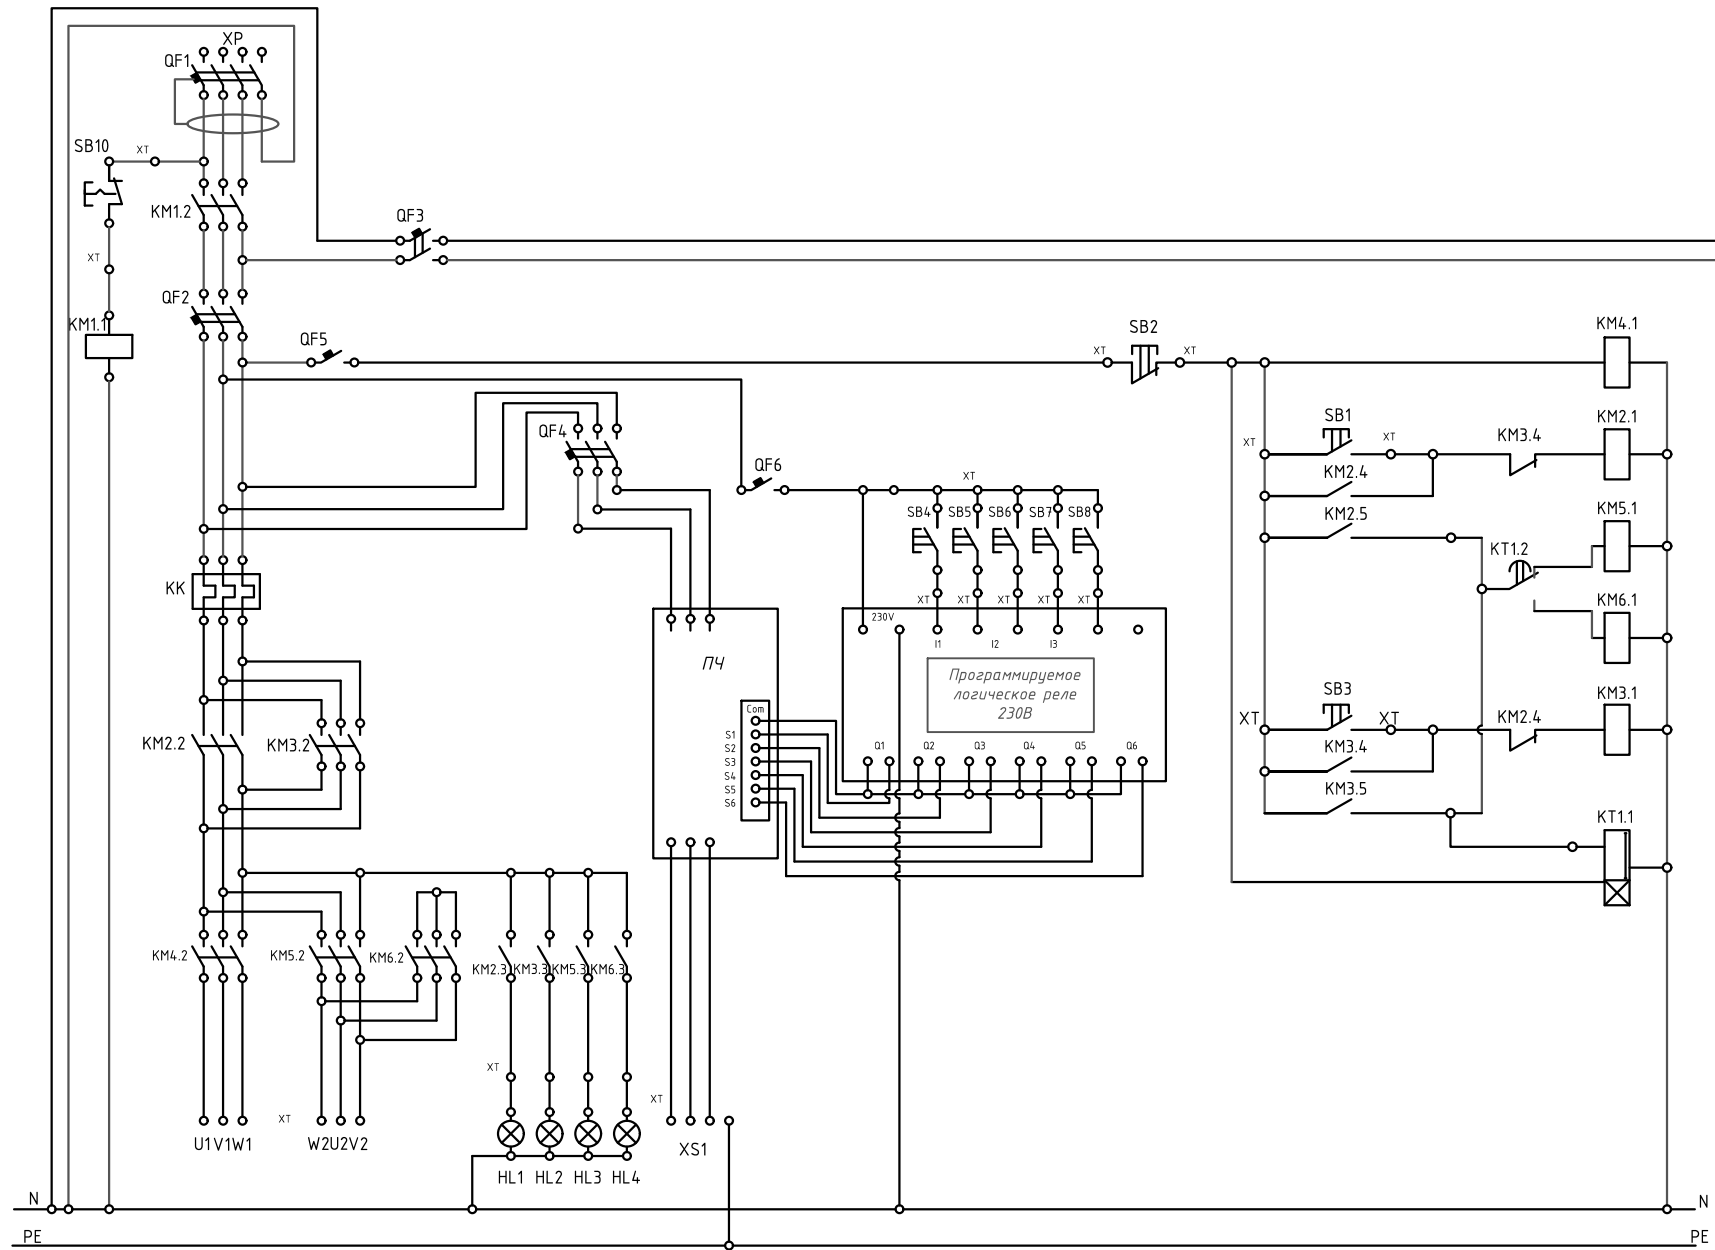 XP
QF1
SB10
XT
KM1.2
QF3
XT
QF2
KM1.1
QF5
SB2
KM4.1
XT
XT
QF4
SB1
KM2.1
XT
XT
KM3.4
QF6
XT
KM2.4
SB4
SB5
SB6
SB7
SB8
KM2.5
KM5.1
KT1.2
KK
XT
XT
XT
XT
XT
KM6.1
230V
I1
I2
I3
ПЧ
Программируемое
логическое реле
230В
SB3
KM3.1
Com
XT
XT
KM2.4
S1
S2
S3
S4
S5
S6
Q1
Q2
Q3
Q4
Q5
Q6
KM2.2
KM3.2
KM3.4
KM3.5
KT1.1
KM4.2
KM5.2
KM6.2
KM2.3
KM3.3
KM5.3
KM6.3
XT
XT
XT
U1V1W1
W2U2V2
XS1
HL1
HL2
HL3
HL4
N
N
PE
PE